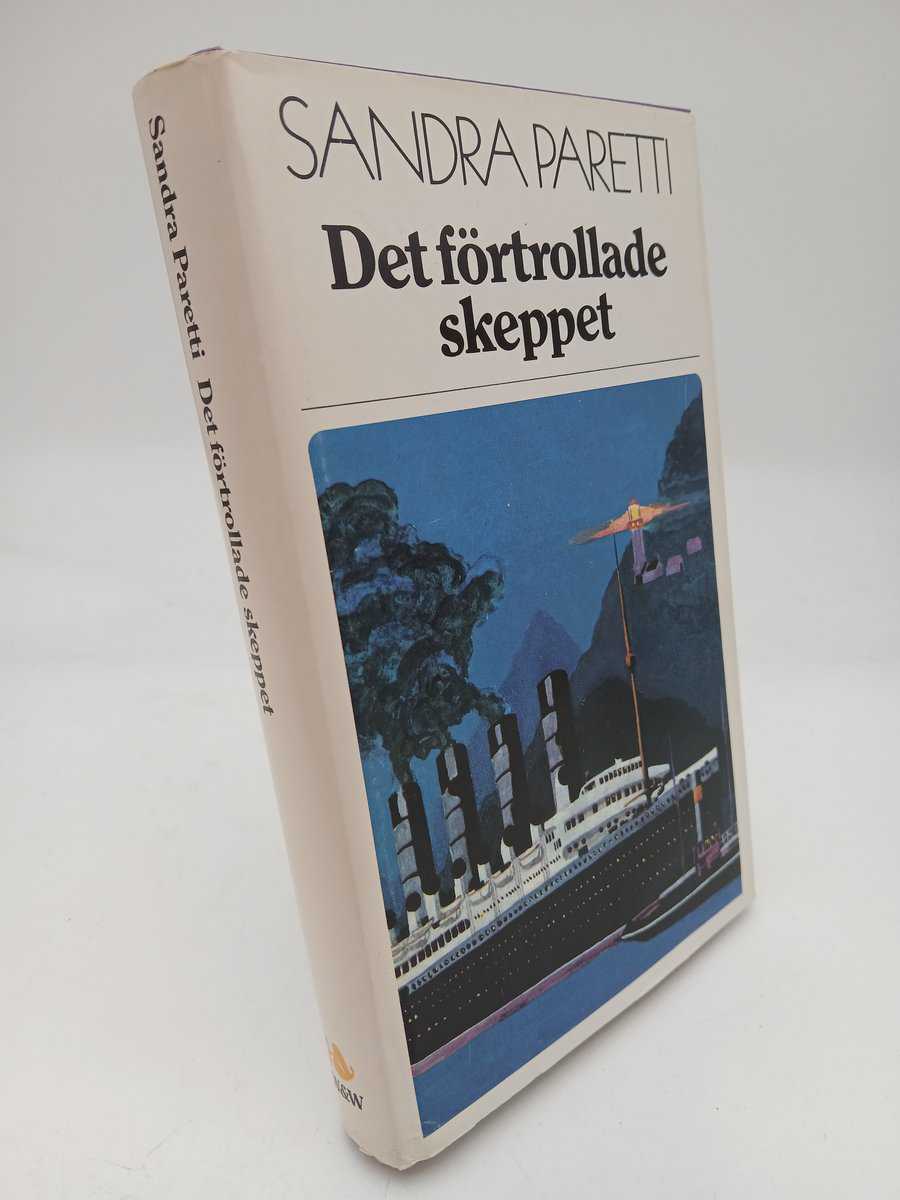 SANDRA PARETTI
Det förtrollade
skeppet
Sandra Paretti Det förtrollade skeppet